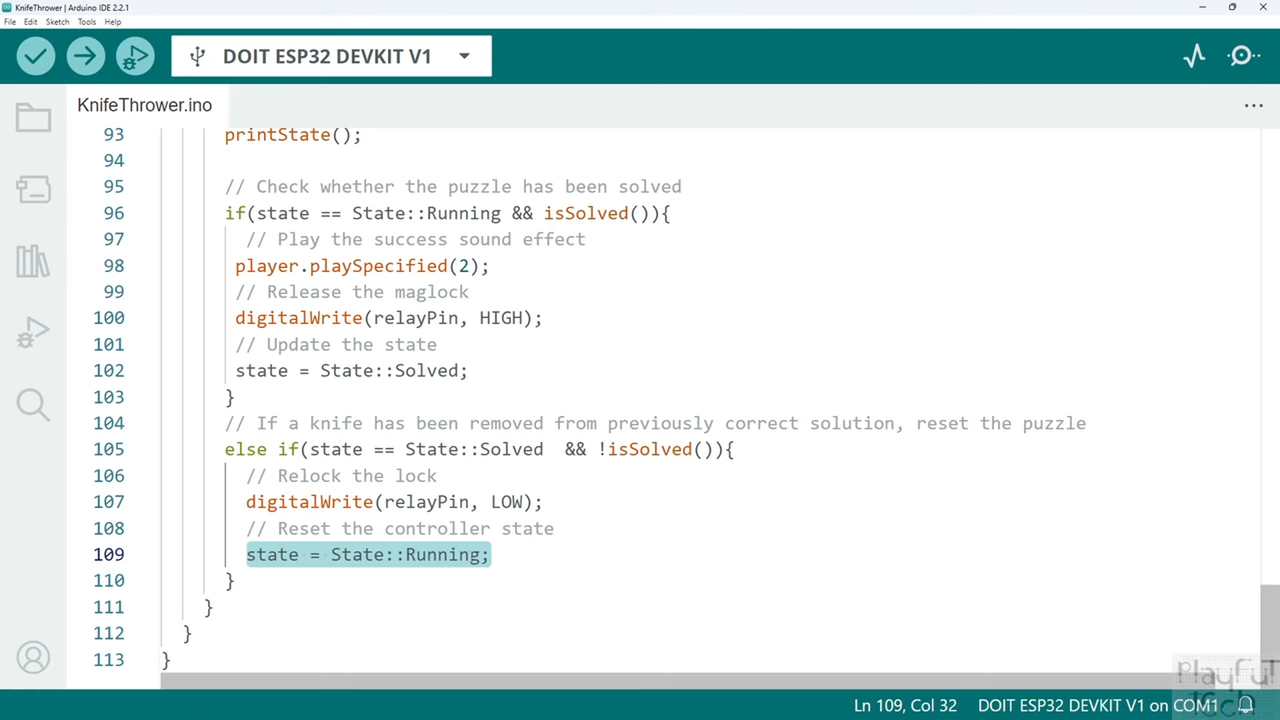 KnifeThrower | Arduino IDE 2.2.1
File Edit Sketch Tools Help
DOIT ESP32 DEVKIT V1
KnifeThrower.ino
93 printState();
94
95 // Check whether the puzzle has been solved
96 if(state == State::Running && isSolved()){
97 // Play the success sound effect
98 player.playSpecified(2);
99 // Release the maglock
100 digitalWrite(relayPin, HIGH);
101 // Update the state
102 state = State::Solved;
103 }
104 // If a knife has been removed from previously correct solution, reset the puzzle
105 else if(state == State::Solved  && !isSolved()){
106 // Relock the lock
107 digitalWrite(relayPin, LOW);
108 // Reset the controller state
109 state = State::Running;
110 }
111 }
112 }
113 }
Playful
Tech
Ln 109, Col 32 DOIT ESP32 DEVKIT V1 on COM1